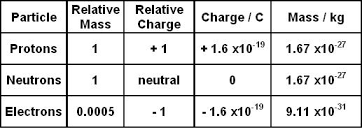 Particle Relative Mass Relative Charge Charge / C Mass / kg
Protons 1 + 1 + 1.6 x10⁻¹⁹ 1.67 x10⁻²⁷
Neutrons 1 neutral 0 1.67 x10⁻²⁷
Electrons 0.0005 - 1 - 1.6 x10⁻¹⁹ 9.11 x10⁻³¹